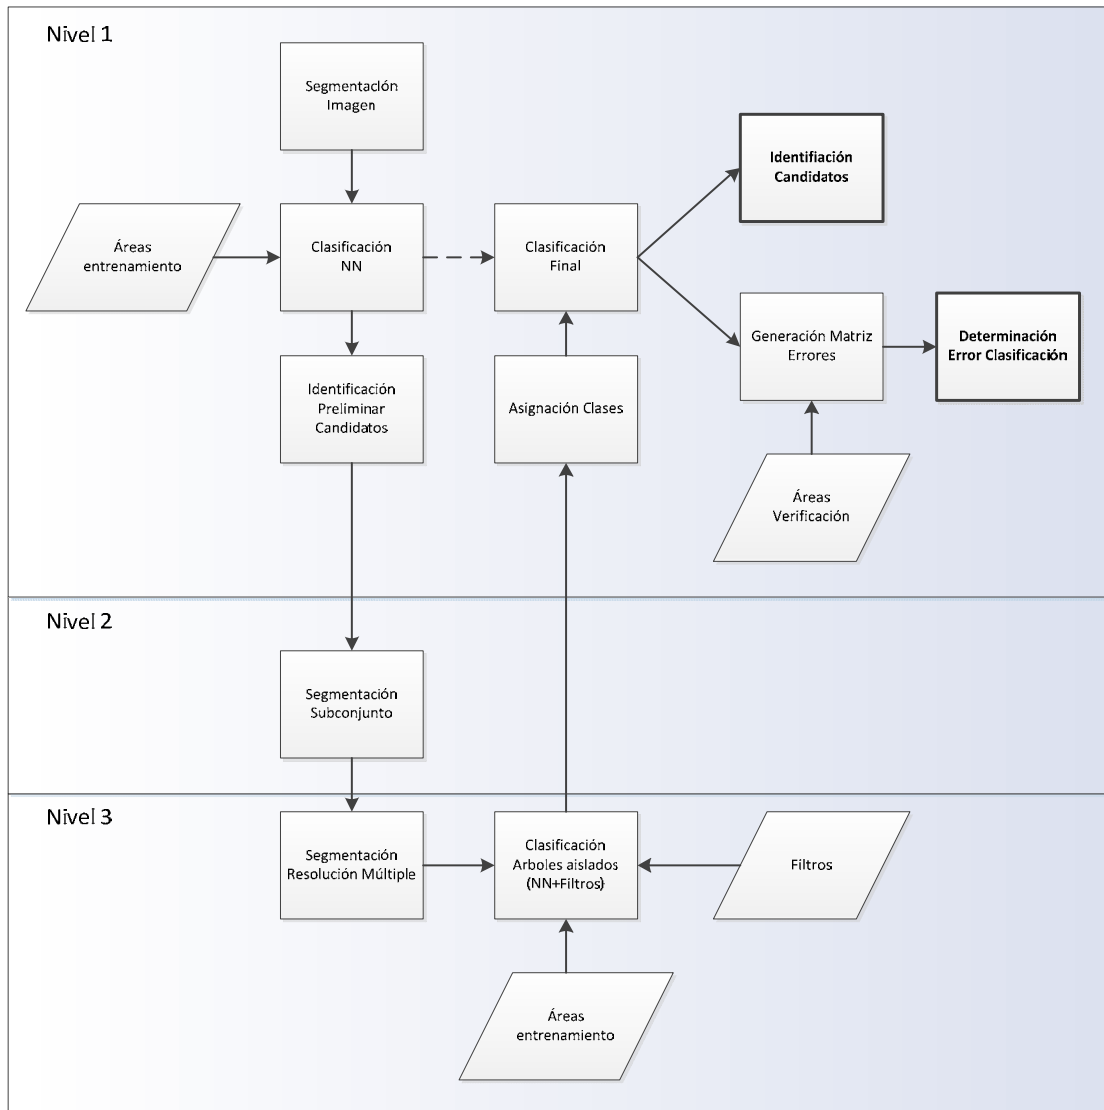 Nivel 1
Segmentación
Imagen
Identifiación
Candidatos
Áreas
entrenamiento
Clasificación
NN
Clasificación
Final
Generación Matriz
Errores
Determinación
Error Clasificación
Identificación
Preliminar
Candidatos
Asignación Clases
Áreas
Verificación
Nivel 2
Segmentación
Subconjunto
Nivel 3
Segmentación
Resolución Múltiple
Clasificación
Arboles aislados
(NN+Filtros)
Filtros
Áreas
entrenamiento